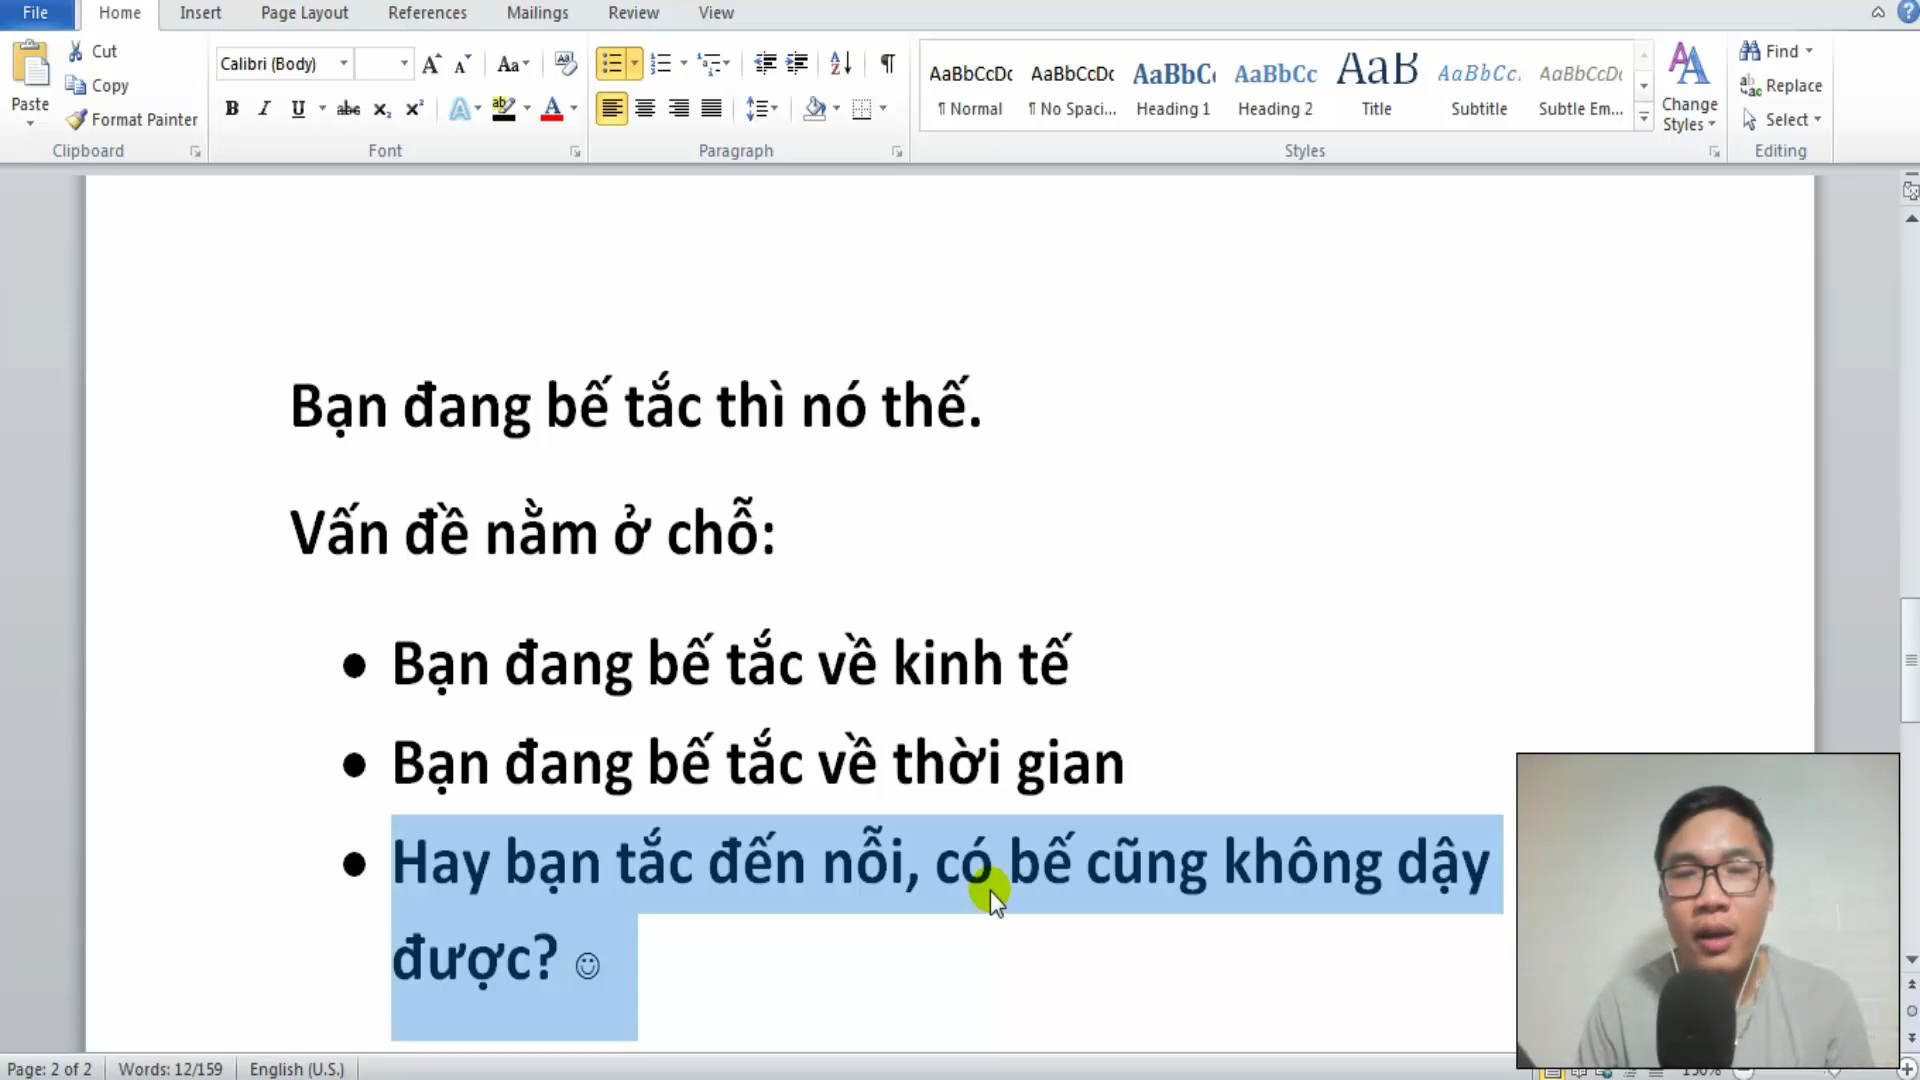 File Home Insert Page Layout References Mailings Review View
Cut
Copy
Format Painter
Paste
Clipboard
Calibri (Body)
Font
Paragraph
AaBbCcDc AaBbCcDc AaBbC AaBbCc AaB AaBbCc. AaBbCcDc
¶ Normal ¶ No Spaci... Heading 1 Heading 2 Title Subtitle Subtle Em...
Styles
Change
Styles
Find
Replace
Select
Editing
Bạn đang bế tắc thì nó thế.
Vấn đề nằm ở chỗ:
• Bạn đang bế tắc về kinh tế
• Bạn đang bế tắc về thời gian
• Hay bạn tắc đến nỗi, có bế cũng không dậy
được? ☺
Page: 2 of 2 Words: 12/159 English (U.S.) 150%